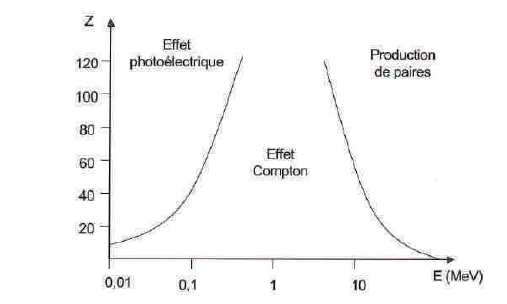 Z
Effet
photoélectrique
Production
de paires
120
100
80
60
40
20
Effet
Compton
0,01
0,1
1
10
E (MeV)